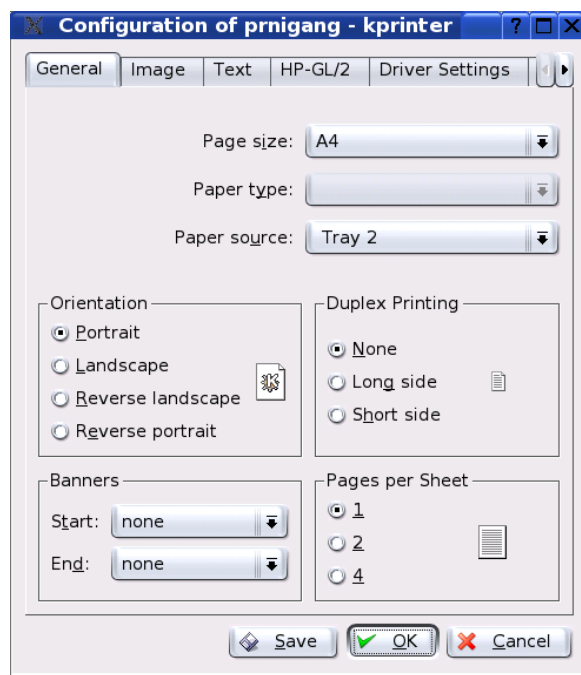 Configuration of prnigang - kprinter
General Image Text HP-GL/2 Driver Settings
Page size: A4
Paper type:
Paper source: Tray 2
Orientation
Portrait
Landscape
Reverse landscape
Reverse portrait
Duplex Printing
None
Long side
Short side
Banners
Start: none
End: none
Pages per Sheet
1
2
4
Save OK Cancel